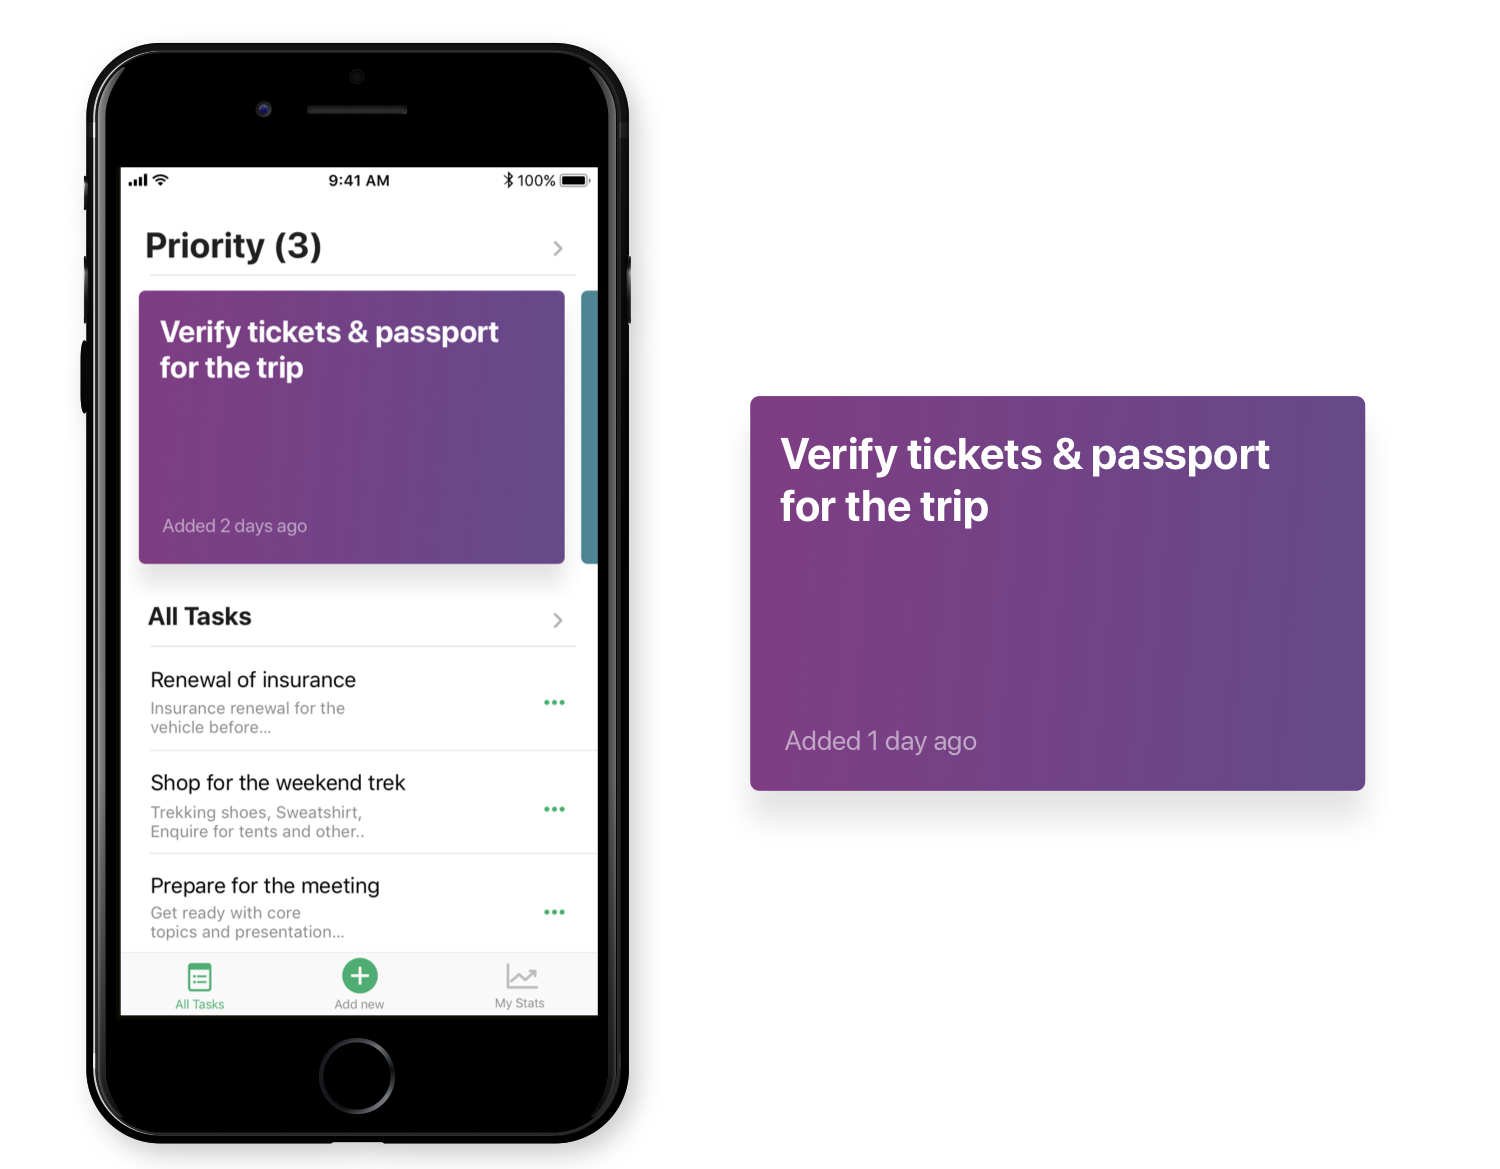 9:41 AM
100%
Priority (3)
Verify tickets & passport
for the trip
Added 2 days ago
All Tasks
Renewal of insurance
Insurance renewal for the
vehicle before...
Shop for the weekend trek
Trekking shoes, Sweatshirt,
Enquire for tents and other..
Prepare for the meeting
Get ready with core
topics and presentation...
All Tasks
Add new
My Stats
Verify tickets & passport
for the trip
Added 1 day ago